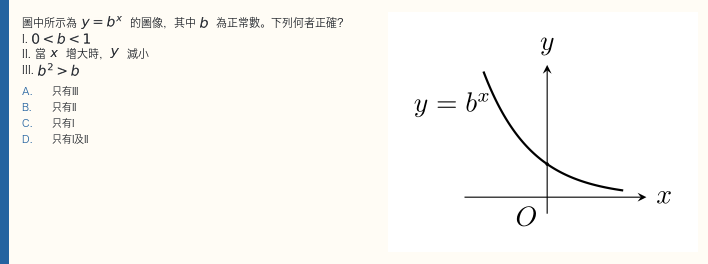 圖中所示為 y = b^x 的圖像，其中 b 為正常數。下列何者正確?
I. 0 < b < 1
II. 當 x 增大時，y 減小
III. b^2 > b
A. 只有III
B. 只有II
C. 只有I
D. 只有I及II
y
y = b^x
x
O